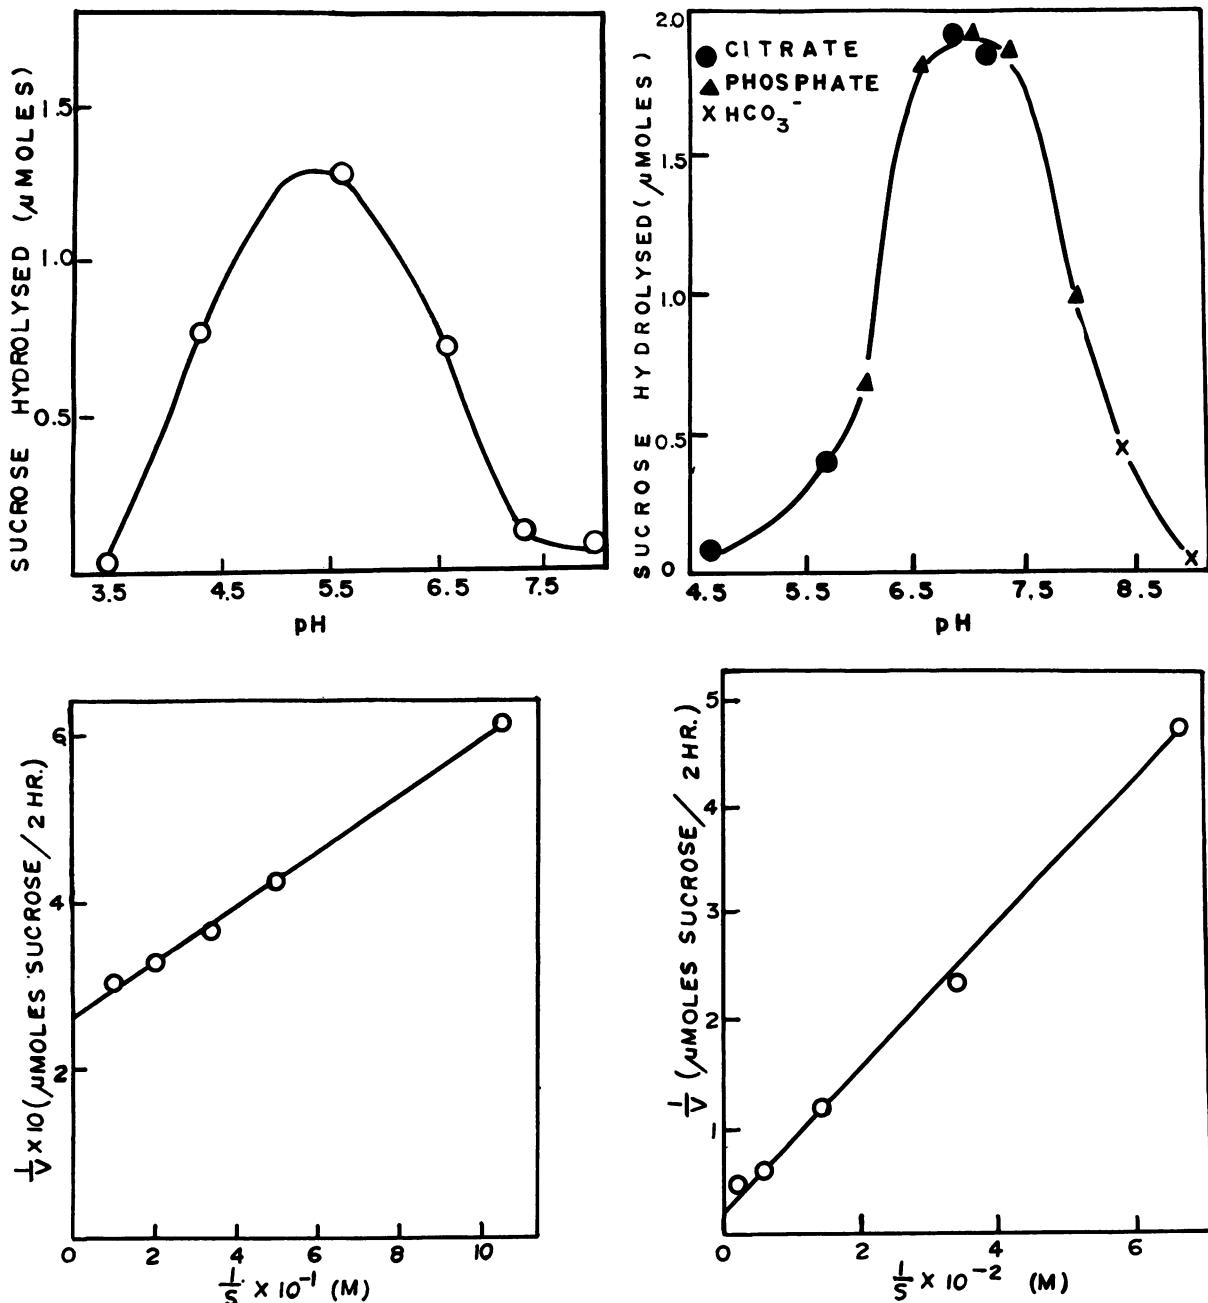 SUCROSE HYDROLYSED (μMOLES)
1.5
1.0
0.5
3.5 4.5 5.5 6.5 7.5
pH
SUCROSE HYDROLYSED (μMOLES)
● CITRATE
▲ PHOSPHATE
X HCO₃⁻
2.0
1.5
1.0
0.5
0
4.5 5.5 6.5 7.5 8.5
pH
1/V × 10 (μMOLES SUCROSE / 2 HR.)
6
4
2
0 2 4 6 8 10
1/S × 10⁻¹ (M)
1/V (μMOLES SUCROSE / 2 HR.)
5
4
3
2
1
0 2 4 6
1/S × 10⁻² (M)